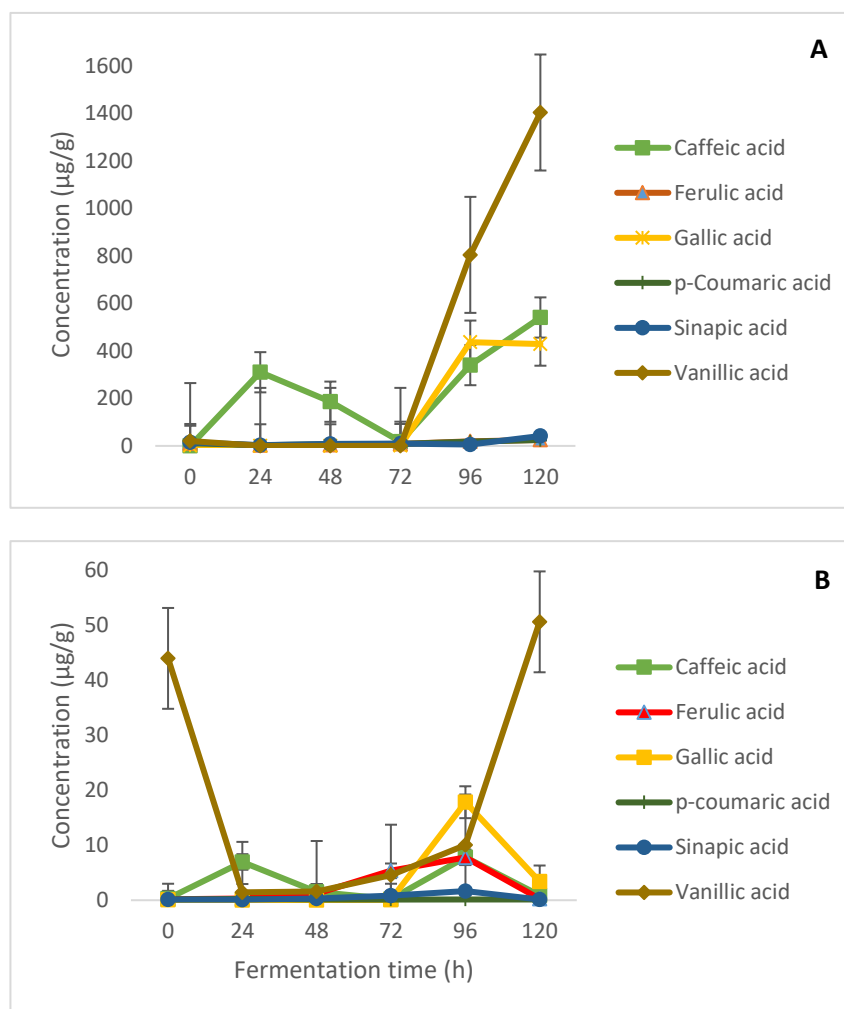 A
Concentration (µg/g)
1600
1400
1200
1000
800
600
400
200
0
0 24 48 72 96 120
Caffeic acid
Ferulic acid
Gallic acid
p-Coumaric acid
Sinapic acid
Vanillic acid
B
Concentration (µg/g)
60
50
40
30
20
10
0
0 24 48 72 96 120
Fermentation time (h)
Caffeic acid
Ferulic acid
Gallic acid
p-coumaric acid
Sinapic acid
Vanillic acid